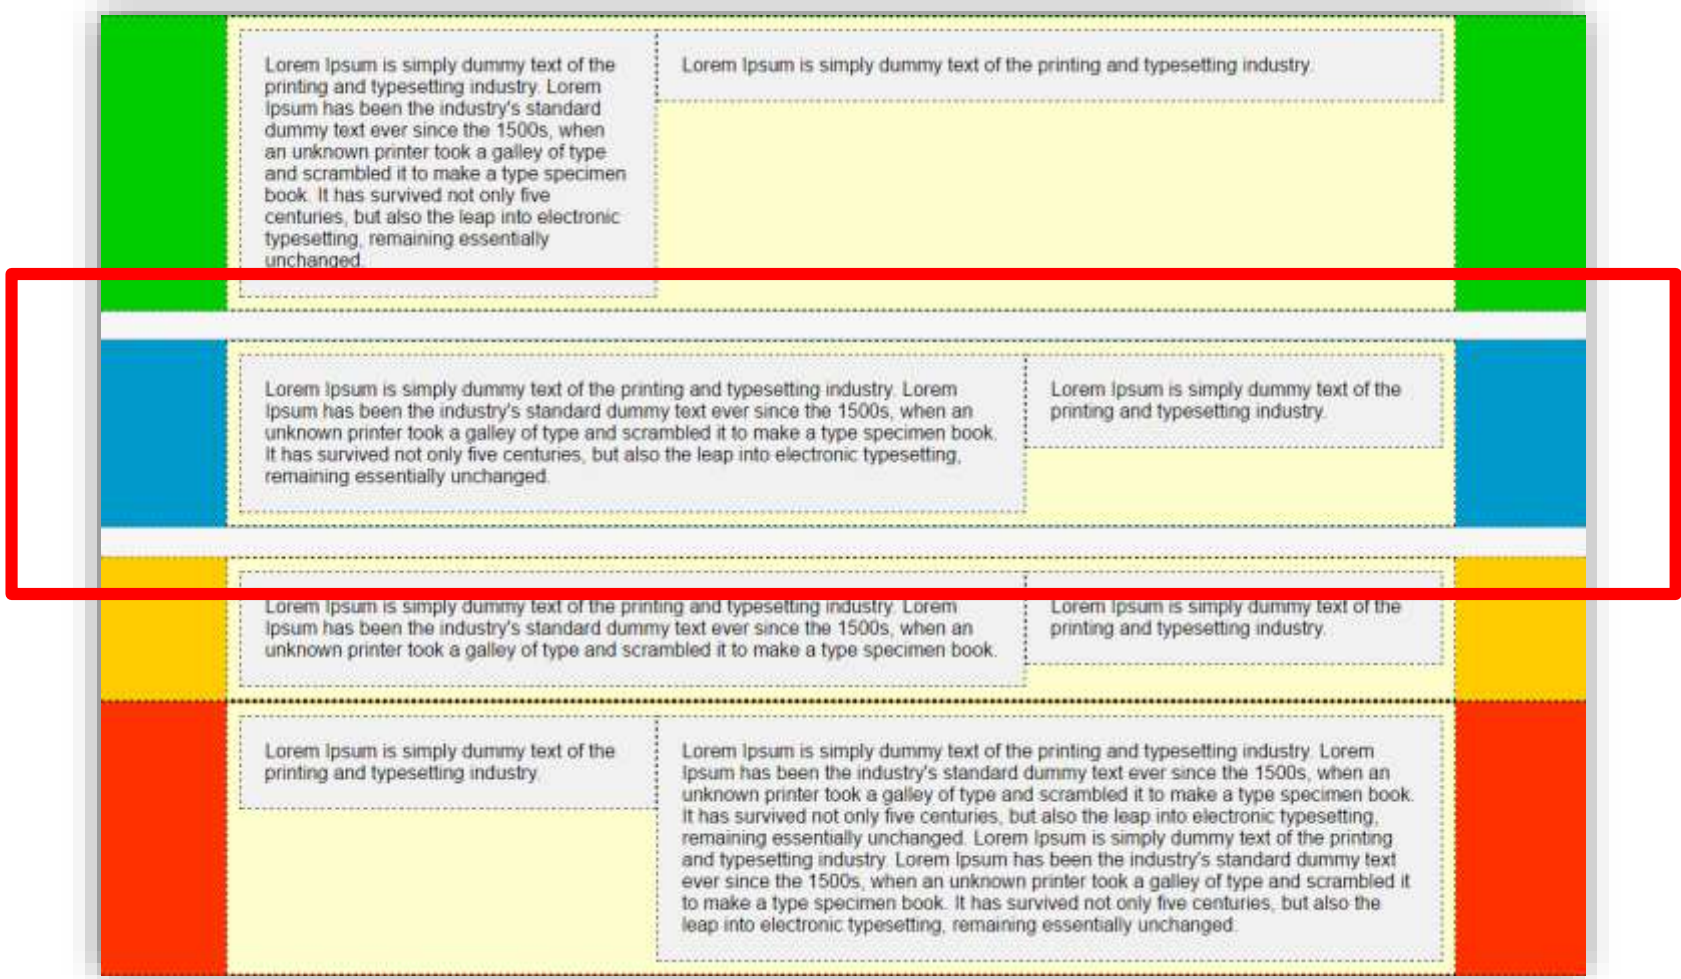 Lorem Ipsum is simply dummy text of the
printing and typesetting industry. Lorem
Ipsum has been the industry's standard
dummy text ever since the 1500s, when
an unknown printer took a galley of type
and scrambled it to make a type specimen
book. It has survived not only five
centuries, but also the leap into electronic
typesetting, remaining essentially
unchanged.
Lorem Ipsum is simply dummy text of the printing and typesetting industry.
Lorem Ipsum is simply dummy text of the printing and typesetting industry. Lorem
Ipsum has been the industry's standard dummy text ever since the 1500s, when an
unknown printer took a galley of type and scrambled it to make a type specimen book.
It has survived not only five centuries, but also the leap into electronic typesetting,
remaining essentially unchanged.
Lorem Ipsum is simply dummy text of the
printing and typesetting industry.
Lorem Ipsum is simply dummy text of the printing and typesetting industry. Lorem
Ipsum has been the industry's standard dummy text ever since the 1500s, when an
unknown printer took a galley of type and scrambled it to make a type specimen book.
Lorem Ipsum is simply dummy text of the
printing and typesetting industry.
Lorem Ipsum is simply dummy text of the
printing and typesetting industry
Lorem Ipsum is simply dummy text of the printing and typesetting industry. Lorem
Ipsum has been the industry's standard dummy text ever since the 1500s, when an
unknown printer took a galley of type and scrambled it to make a type specimen book.
It has survived not only five centuries, but also the leap into electronic typesetting,
remaining essentially unchanged. Lorem Ipsum is simply dummy text of the printing
and typesetting industry. Lorem Ipsum has been the industry's standard dummy text
ever since the 1500s, when an unknown printer took a galley of type and scrambled it
to make a type specimen book. It has survived not only five centuries, but also the
leap into electronic typesetting, remaining essentially unchanged.